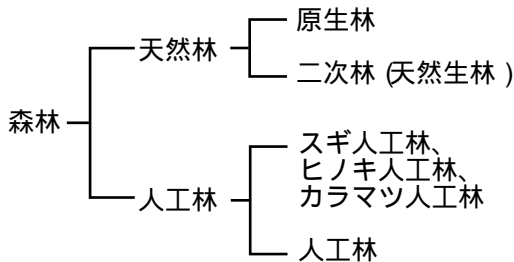 原生林
天然林
二次林 (天然生林 )
森林
スギ人工林、
ヒノキ人工林、
カラマツ人工林
人工林
人工林